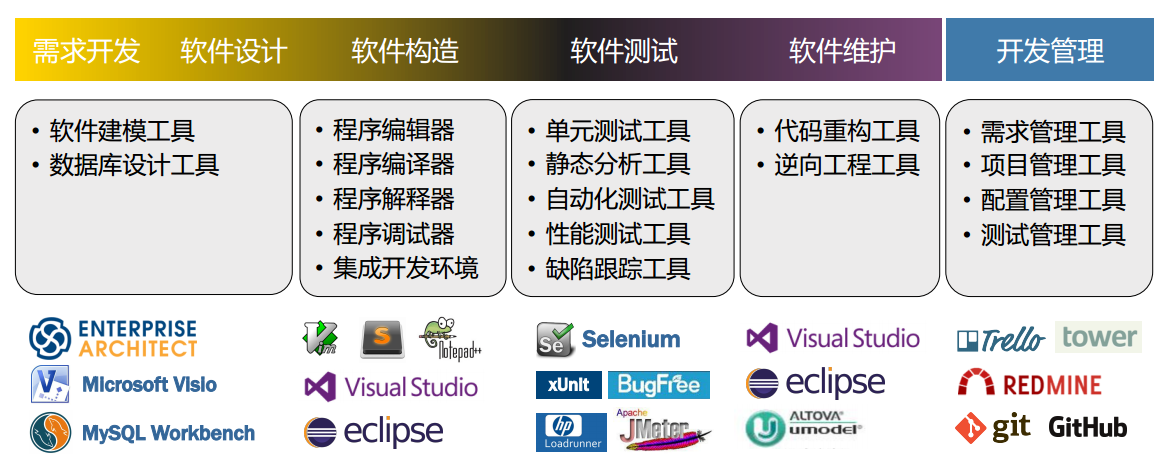 需求开发 软件设计 软件构造 软件测试 软件维护 开发管理
• 软件建模工具
• 数据库设计工具
• 程序编辑器
• 程序编译器
• 程序解释器
• 程序调试器
• 集成开发环境
• 单元测试工具
• 静态分析工具
• 自动化测试工具
• 性能测试工具
• 缺陷跟踪工具
• 代码重构工具
• 逆向工程工具
• 需求管理工具
• 项目管理工具
• 配置管理工具
• 测试管理工具
ENTERPRISE
ARCHITECT
Microsoft Visio
MySQL Workbench
Vim
S
Notepad++
Visual Studio
eclipse
Se
Selenium
xUnit
BugFree
hp
Loadrunner
Apache
JMeter
Visual Studio
eclipse
ALTOVA®
umodel®
Trello
tower
REDMINE
git
GitHub